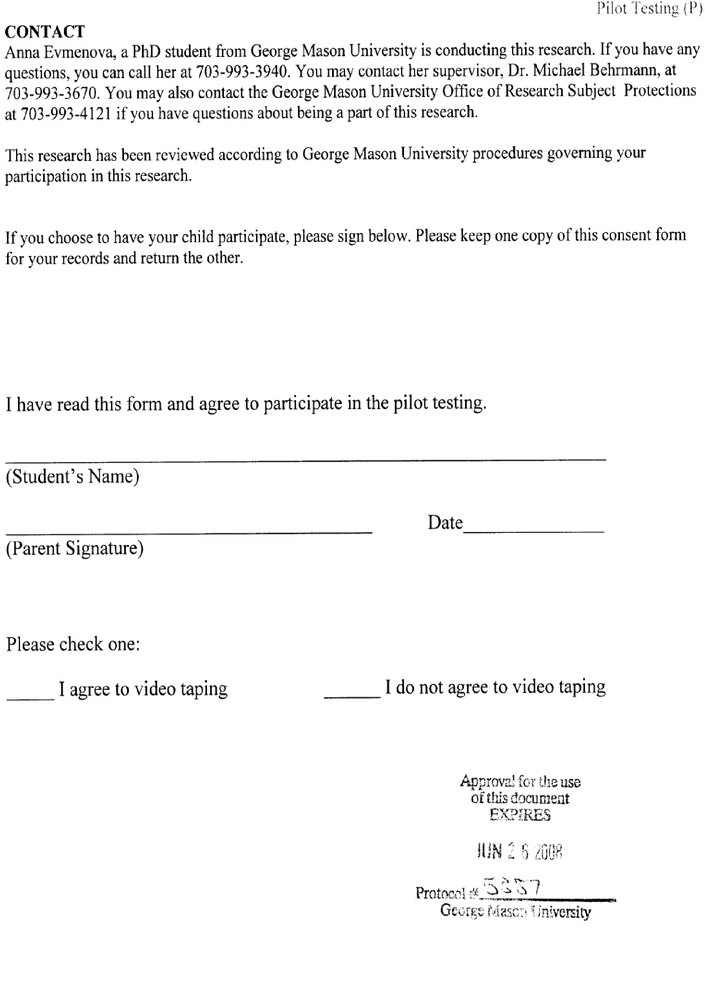 Pilot Testing (P)
CONTACT
Anna Evmenova, a PhD student from George Mason University is conducting this research. If you have any
questions, you can call her at 703-993-3940. You may contact her supervisor, Dr. Michael Behrmann, at
703-993-3670. You may also contact the George Mason University Office of Research Subject Protections
at 703-993-4121 if you have questions about being a part of this research.
This research has been reviewed according to George Mason University procedures governing your
participation in this research.
If you choose to have your child participate, please sign below. Please keep one copy of this consent form
for your records and return the other.
I have read this form and agree to participate in the pilot testing.
(Student's Name)
Date
(Parent Signature)
Please check one:
I agree to video taping
I do not agree to video taping
Approval for the use
of this document
EXPIRES
JUN 26 2008
Protocol #
George Mason University